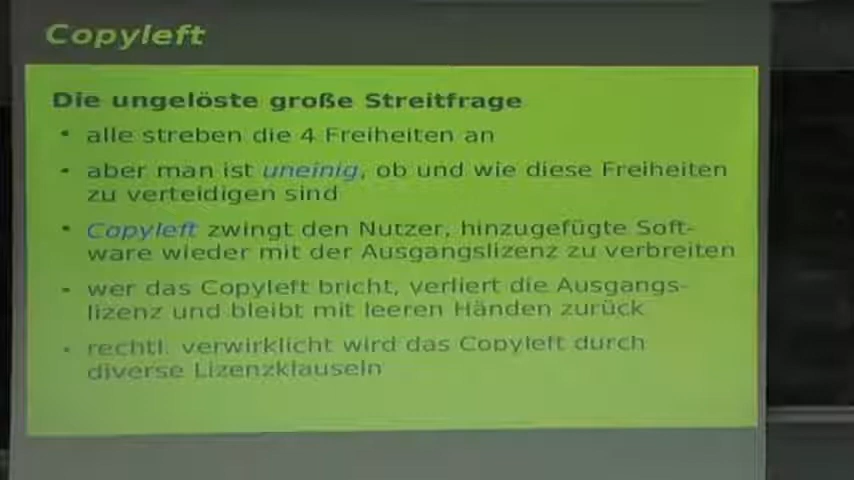 Copyleft
Die ungelöste große Streitfrage
• alle streben die 4 Freiheiten an
• aber man ist uneinig, ob und wie diese Freiheiten
zu verteidigen sind
• Copyleft zwingt den Nutzer, hinzugefügte Soft-
ware wieder mit der Ausgangslizenz zu verbreiten
• wer das Copyleft bricht, verliert die Ausgangs-
lizenz und bleibt mit leeren Händen zurück
• rechtl. verwirklicht wird das Copyleft durch
diverse Lizenzklauseln